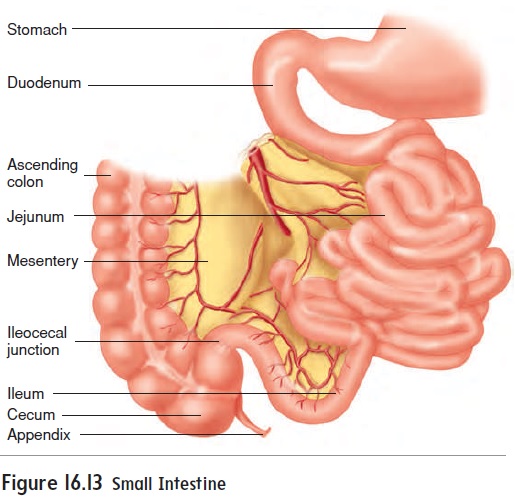 Stomach
Duodenum
Ascending
colon
Jejunum
Mesentery
Ileocecal
junction
Ileum
Cecum
Appendix
Figure 16.13 Small Intestine